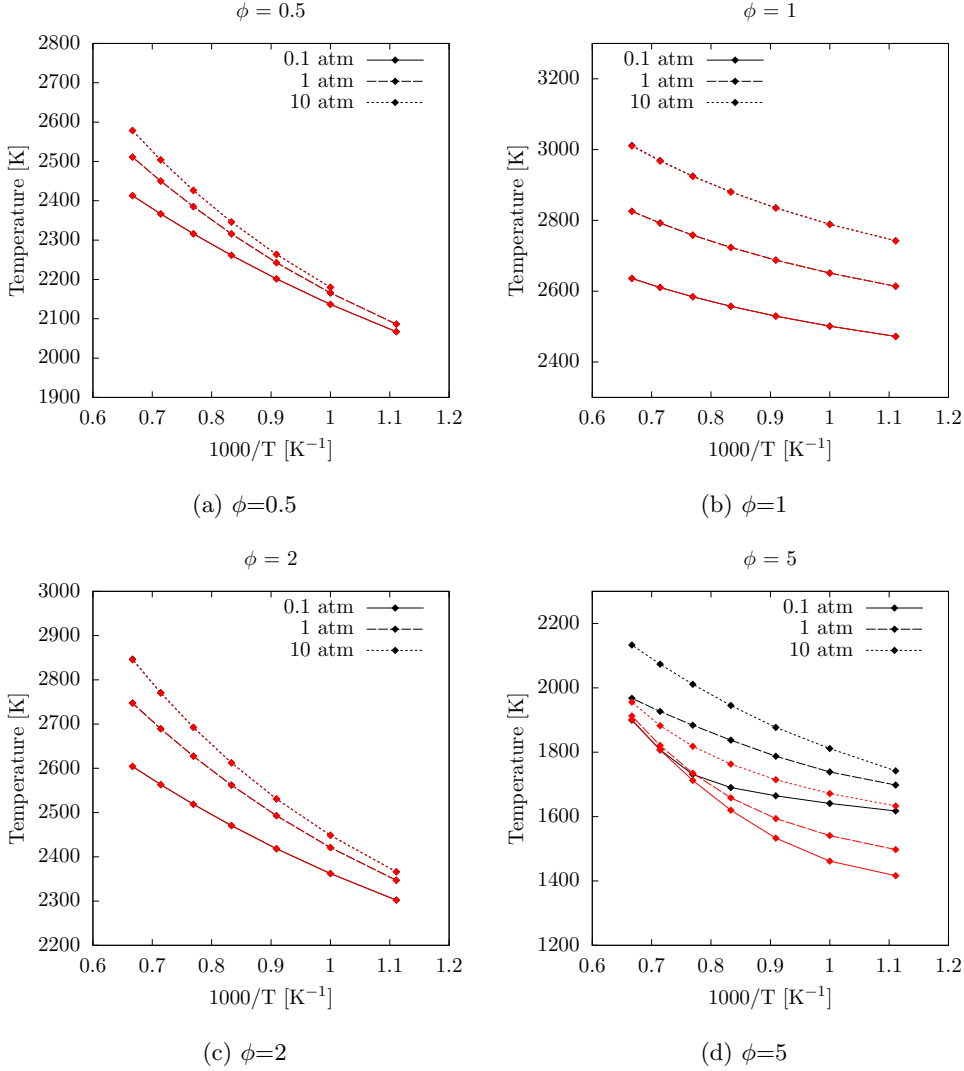 ϕ = 0.5
2800
2700
2600
2500
2400
2300
2200
2100
2000
1900
Temperature [K]
0.1 atm
1 atm
10 atm
0.6 0.7 0.8 0.9 1 1.1 1.2
1000/T [K⁻¹]
(a) ϕ=0.5
ϕ = 1
3200
3000
2800
2600
2400
Temperature [K]
0.1 atm
1 atm
10 atm
0.6 0.7 0.8 0.9 1 1.1 1.2
1000/T [K⁻¹]
(b) ϕ=1
ϕ = 2
3000
2900
2800
2700
2600
2500
2400
2300
2200
Temperature [K]
0.1 atm
1 atm
10 atm
0.6 0.7 0.8 0.9 1 1.1 1.2
1000/T [K⁻¹]
(c) ϕ=2
ϕ = 5
2200
2000
1800
1600
1400
1200
Temperature [K]
0.1 atm
1 atm
10 atm
0.6 0.7 0.8 0.9 1 1.1 1.2
1000/T [K⁻¹]
(d) ϕ=5